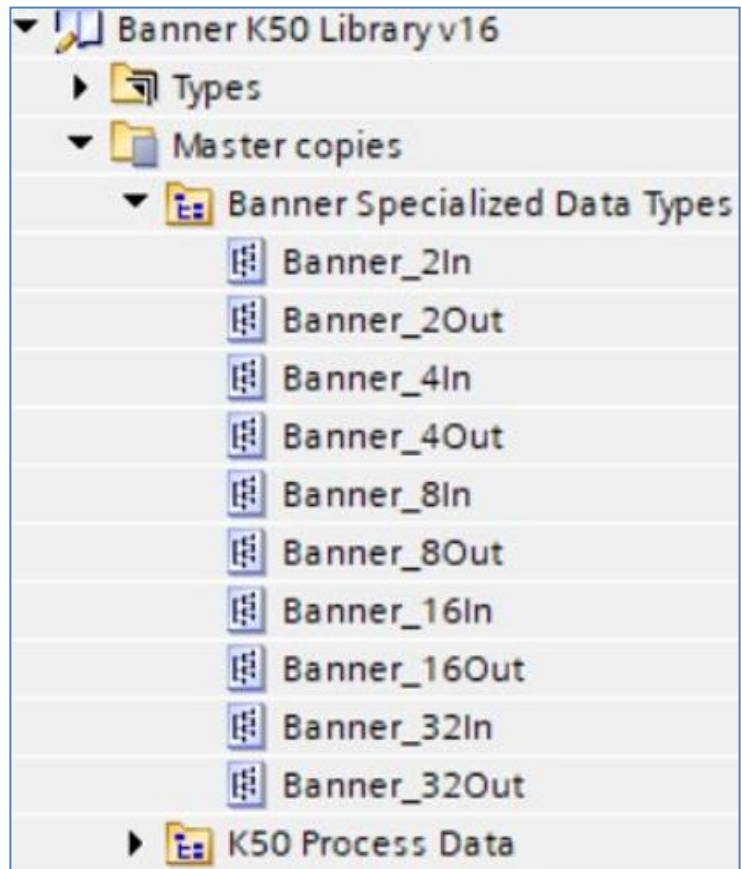 Banner K50 Library v16
Types
Master copies
Banner Specialized Data Types
Banner_2In
Banner_2Out
Banner_4In
Banner_4Out
Banner_8In
Banner_8Out
Banner_16In
Banner_16Out
Banner_32In
Banner_32Out
K50 Process Data